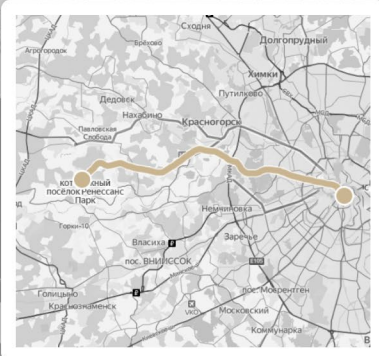 Сходня
Долгопрудный
Брёхово
Агрогородок
Химки
Путилково
Дедовск
Нахабино
Красногорск
Павловская
Слобода
посёлок Ренессанс
Парк
Немчиновка
Горки-10
Власиха
Заречье
пос. ВНИИССОК
Голицыно
Краснознаменск
VKO
пос. Мосрентген
Московский
Коммунарка